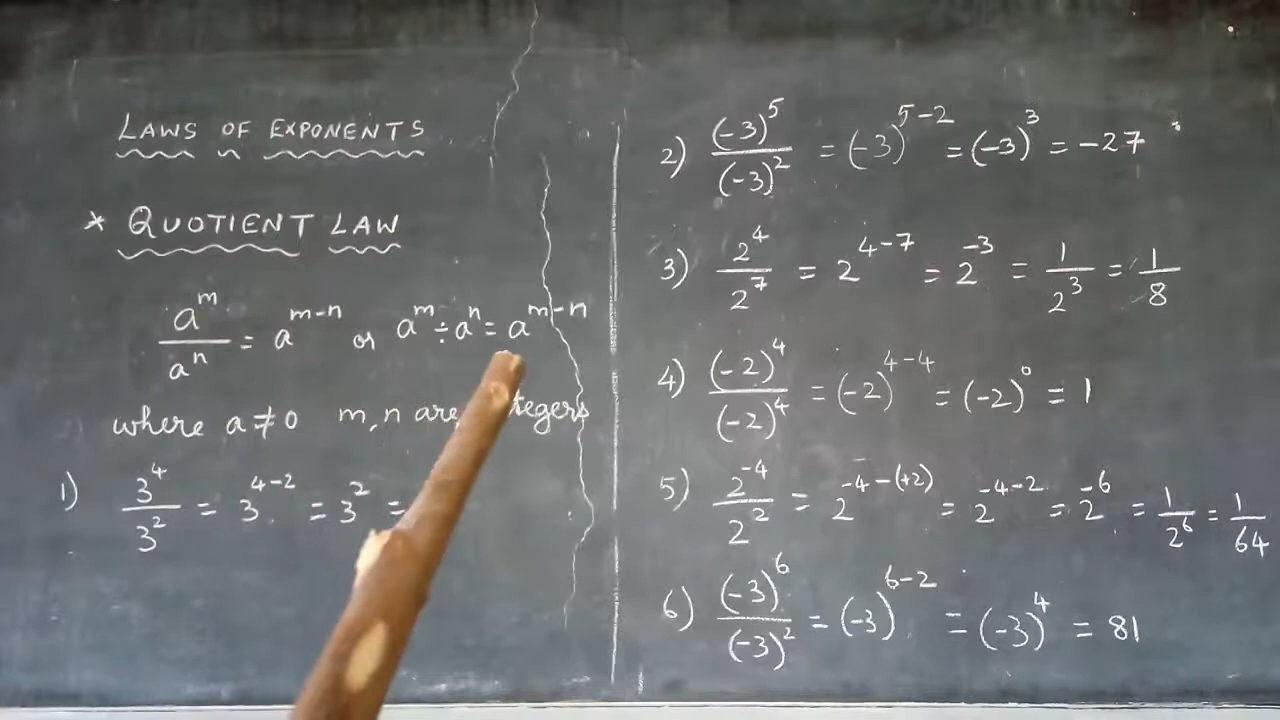 LAWS OF EXPONENTS
* QUOTIENT LAW
a^m/a^n = a^(m-n) or a^m ÷ a^n = a^(m-n)
where a ≠ 0 m, n are
1) 3^4/3^2 = 3^(4-2) = 3^2 =
2) (-3)^5/(-3)^2 = (-3)^(5-2) = (-3)^3 = -27
3) 2^4/2^7 = 2^(4-7) = 2^(-3) = 1/2^3 = 1/8
4) (-2)^4/(-2)^4 = (-2)^(4-4) = (-2)^0 = 1
5) 2^(-4)/2^2 = 2^(-4-(+2)) = 2^(-4-2) = 2^(-6) = 1/2^6 = 1/64
6) (-3)^6/(-3)^2 = (-3)^(6-2) = (-3)^4 = 81